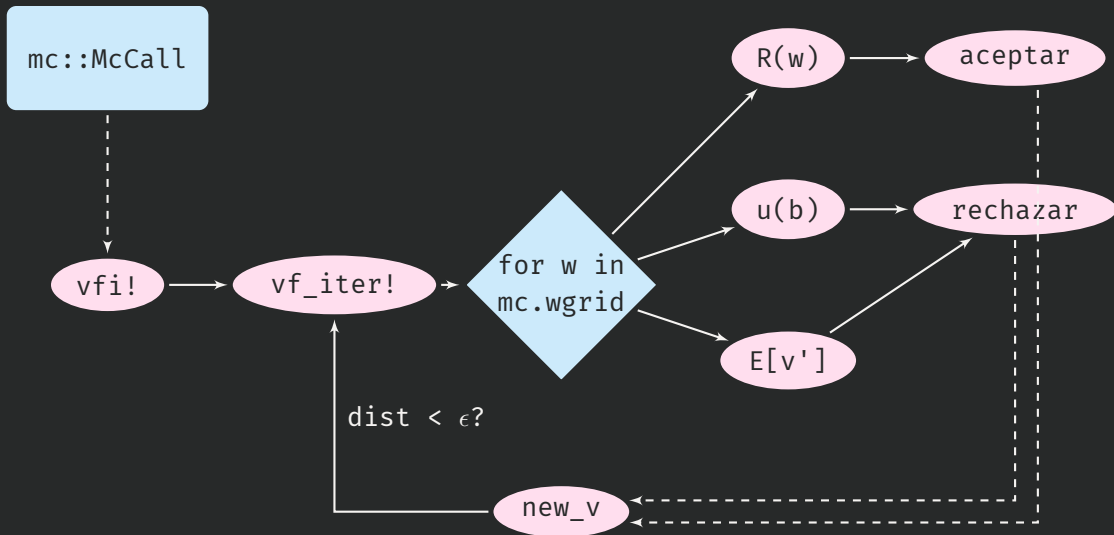 mc::McCall
R(w)
aceptar
u(b)
rechazar
vfi!
vf_iter!
for w in
mc.wgrid
E[v']
dist < ϵ?
new_v